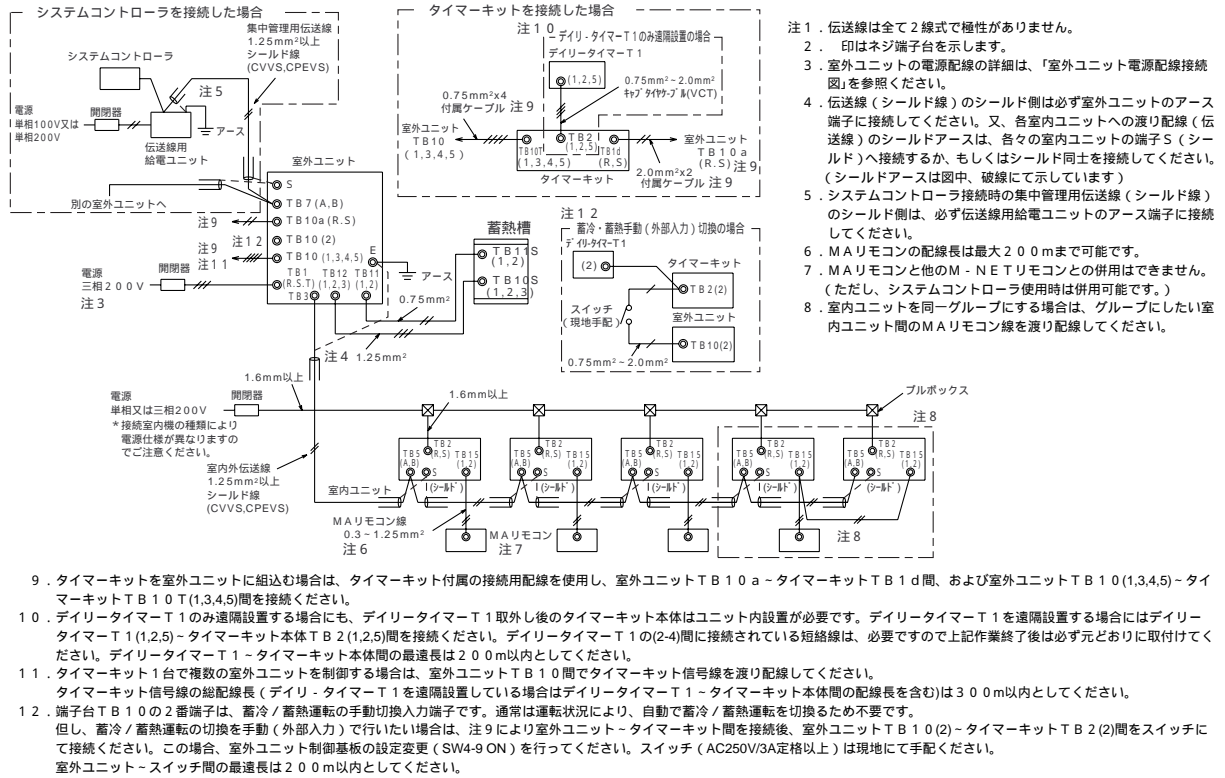 システムコントローラを接続した場合
集中管理用伝送線
1.25mm²以上
シールド線
(CVVS,CPEVS)
システムコントローラ
注5
電源
単相100V又は
単相200V
開閉器
アース
伝送線用
給電ユニット
室外ユニット
別の室外ユニットへ
S
TB7(A,B)
注9
TB10a(R.S)
注12
TB10(2)
注9
注11
TB10(1,3,4,5)
E
アース
電源
三相200V
注3
開閉器
TB1
(R.S.T)
TB12
(1,2,3)
TB11
(1,2)
TB3
0.75mm²
注4
1.25mm²
蓄熱槽
TB11S
(1,2)
TB10S
(1,2,3)
タイマーキットを接続した場合
注10
デイリ-タイマーT1のみ遠隔設置の場合
デイリータイマーT1
(1,2,5)
0.75mm²~2.0mm²
ｷｬﾌﾟﾀｲﾔｹｰﾌﾞﾙ(VCT)
0.75mm²x4
付属ケーブル
注9
室外ユニット
TB10
(1,3,4,5)
TB10T
(1,3,4,5)
TB2
(1,2,5)
TB1d
(R,S)
タイマーキット
室外ユニット
TB10a
(R.S)
注9
2.0mm²x2
付属ケーブル
注9
注12
蓄冷・蓄熱手動(外部入力)切換の場合
ﾃﾞｲﾘ-ﾀｲﾏ-T1
(2)
タイマーキット
TB2(2)
スイッチ
(現地手配)
室外ユニット
TB10(2)
0.75mm²~2.0mm²
注1．伝送線は全て2線式で極性がありません。
2． 印はネジ端子台を示します。
3．室外ユニットの電源配線の詳細は、「室外ユニット電源配線接続
図」を参照ください。
4．伝送線(シールド線)のシールド側は必ず室外ユニットのアース
端子に接続してください。又、各室内ユニットへの渡り配線(伝
送線)のシールドアースは、各々の室内ユニットの端子S(シー
ルド)へ接続するか、もしくはシールド同士を接続してください。
(シールドアースは図中、破線にて示しています)
5．システムコントローラ接続時の集中管理用伝送線(シールド線)
のシールド側は、必ず伝送線用給電ユニットのアース端子に接続
してください。
6．MAリモコンの配線長は最大200mまで可能です。
7．MAリモコンと他のM-NETリモコンとの併用はできません。
(ただし、システムコントローラ使用時は併用可能です。)
8．室内ユニットを同一グループにする場合は、グループにしたい室
内ユニット間のMAリモコン線を渡り配線してください。
1.6mm以上
電源
単相又は三相200V
*接続室内機の種類により
電源仕様が異なりますの
でご注意ください。
開閉器
1.6mm以上
プルボックス
注8
室内外伝送線
1.25mm²以上
シールド線
(CVVS,CPEVS)
室内ユニット
TB5
(A,B)
TB2
(R,S)
TB15
(1,2)
S
(ｼｰﾙﾄﾞ)
TB5
(A,B)
TB2
(R,S)
TB15
(1,2)
S
(ｼｰﾙﾄﾞ)
TB5
(A,B)
TB2
(R,S)
TB15
(1,2)
S
(ｼｰﾙﾄﾞ)
TB5
(A,B)
TB2
(R,S)
TB15
(1,2)
S
(ｼｰﾙﾄﾞ)
TB5
(A,B)
TB2
(R,S)
TB15
(1,2)
S
(ｼｰﾙﾄﾞ)
MAリモコン線
0.3~1.25mm²
注6
MAリモコン
注7
注8
9．タイマーキットを室外ユニットに組込む場合は、タイマーキット付属の接続用配線を使用し、室外ユニットTB10a~タイマーキットTB1d間、および室外ユニットTB10(1,3,4,5)~タイ
マーキットTB10T(1,3,4,5)間を接続ください。
10．デイリータイマーT1のみ遠隔設置する場合にも、デイリータイマーT1取外し後のタイマーキット本体はユニット内設置が必要です。デイリータイマーT1を遠隔設置する場合にはデイリー
タイマーT1(1,2,5)~タイマーキット本体TB2(1,2,5)間を接続ください。デイリータイマーT1の(2-4)間に接続されている短絡線は、必要ですので上記作業終了後は必ず元どおりに取付けてく
ださい。デイリータイマーT1~タイマーキット本体間の最遠長は200m以内としてください。
11．タイマーキット1台で複数の室外ユニットを制御する場合は、室外ユニットTB10間でタイマーキット信号線を渡り配線してください。
タイマーキット信号線の総配線長(デイリ-タイマーT1を遠隔設置している場合はデイリータイマーT1~タイマーキット本体間の配線長を含む)は300m以内としてください。
12．端子台TB10の2番端子は、蓄冷/蓄熱運転の手動切換入力端子です。通常は運転状況により、自動で蓄冷/蓄熱運転を切換るため不要です。
但し、蓄冷/蓄熱運転の切換を手動(外部入力)で行いたい場合は、注9により室外ユニット~タイマーキット間を接続後、室外ユニットTB10(2)~タイマーキットTB2(2)間をスイッチに
て接続ください。この場合、室外ユニット制御基板の設定変更(SW4-9 ON)を行ってください。スイッチ(AC250V/3A定格以上)は現地にて手配ください。
室外ユニット~スイッチ間の最遠長は200m以内としてください。